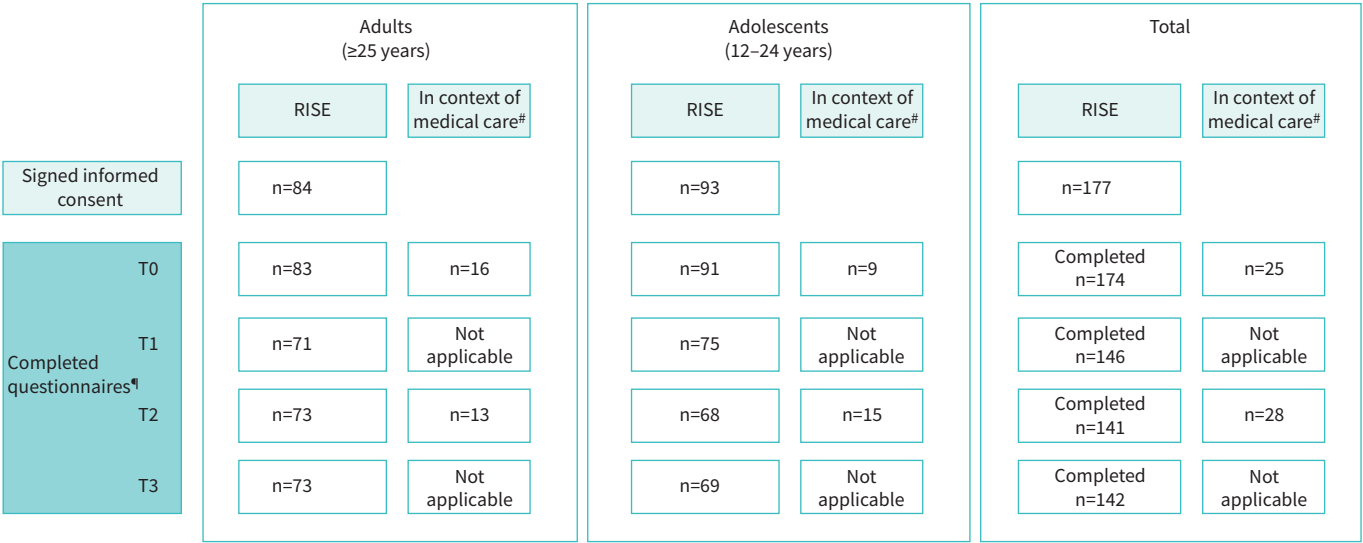 Adults
(≥25 years)
Adolescents
(12–24 years)
Total
RISE
In context of
medical care#
RISE
In context of
medical care#
RISE
In context of
medical care#
Signed informed
consent
n=84
n=93
n=177
Completed
questionnaires¶
T0
n=83
n=16
n=91
n=9
Completed
n=174
n=25
T1
n=71
Not
applicable
n=75
Not
applicable
Completed
n=146
Not
applicable
T2
n=73
n=13
n=68
n=15
Completed
n=141
n=28
T3
n=73
Not
applicable
n=69
Not
applicable
Completed
n=142
Not
applicable